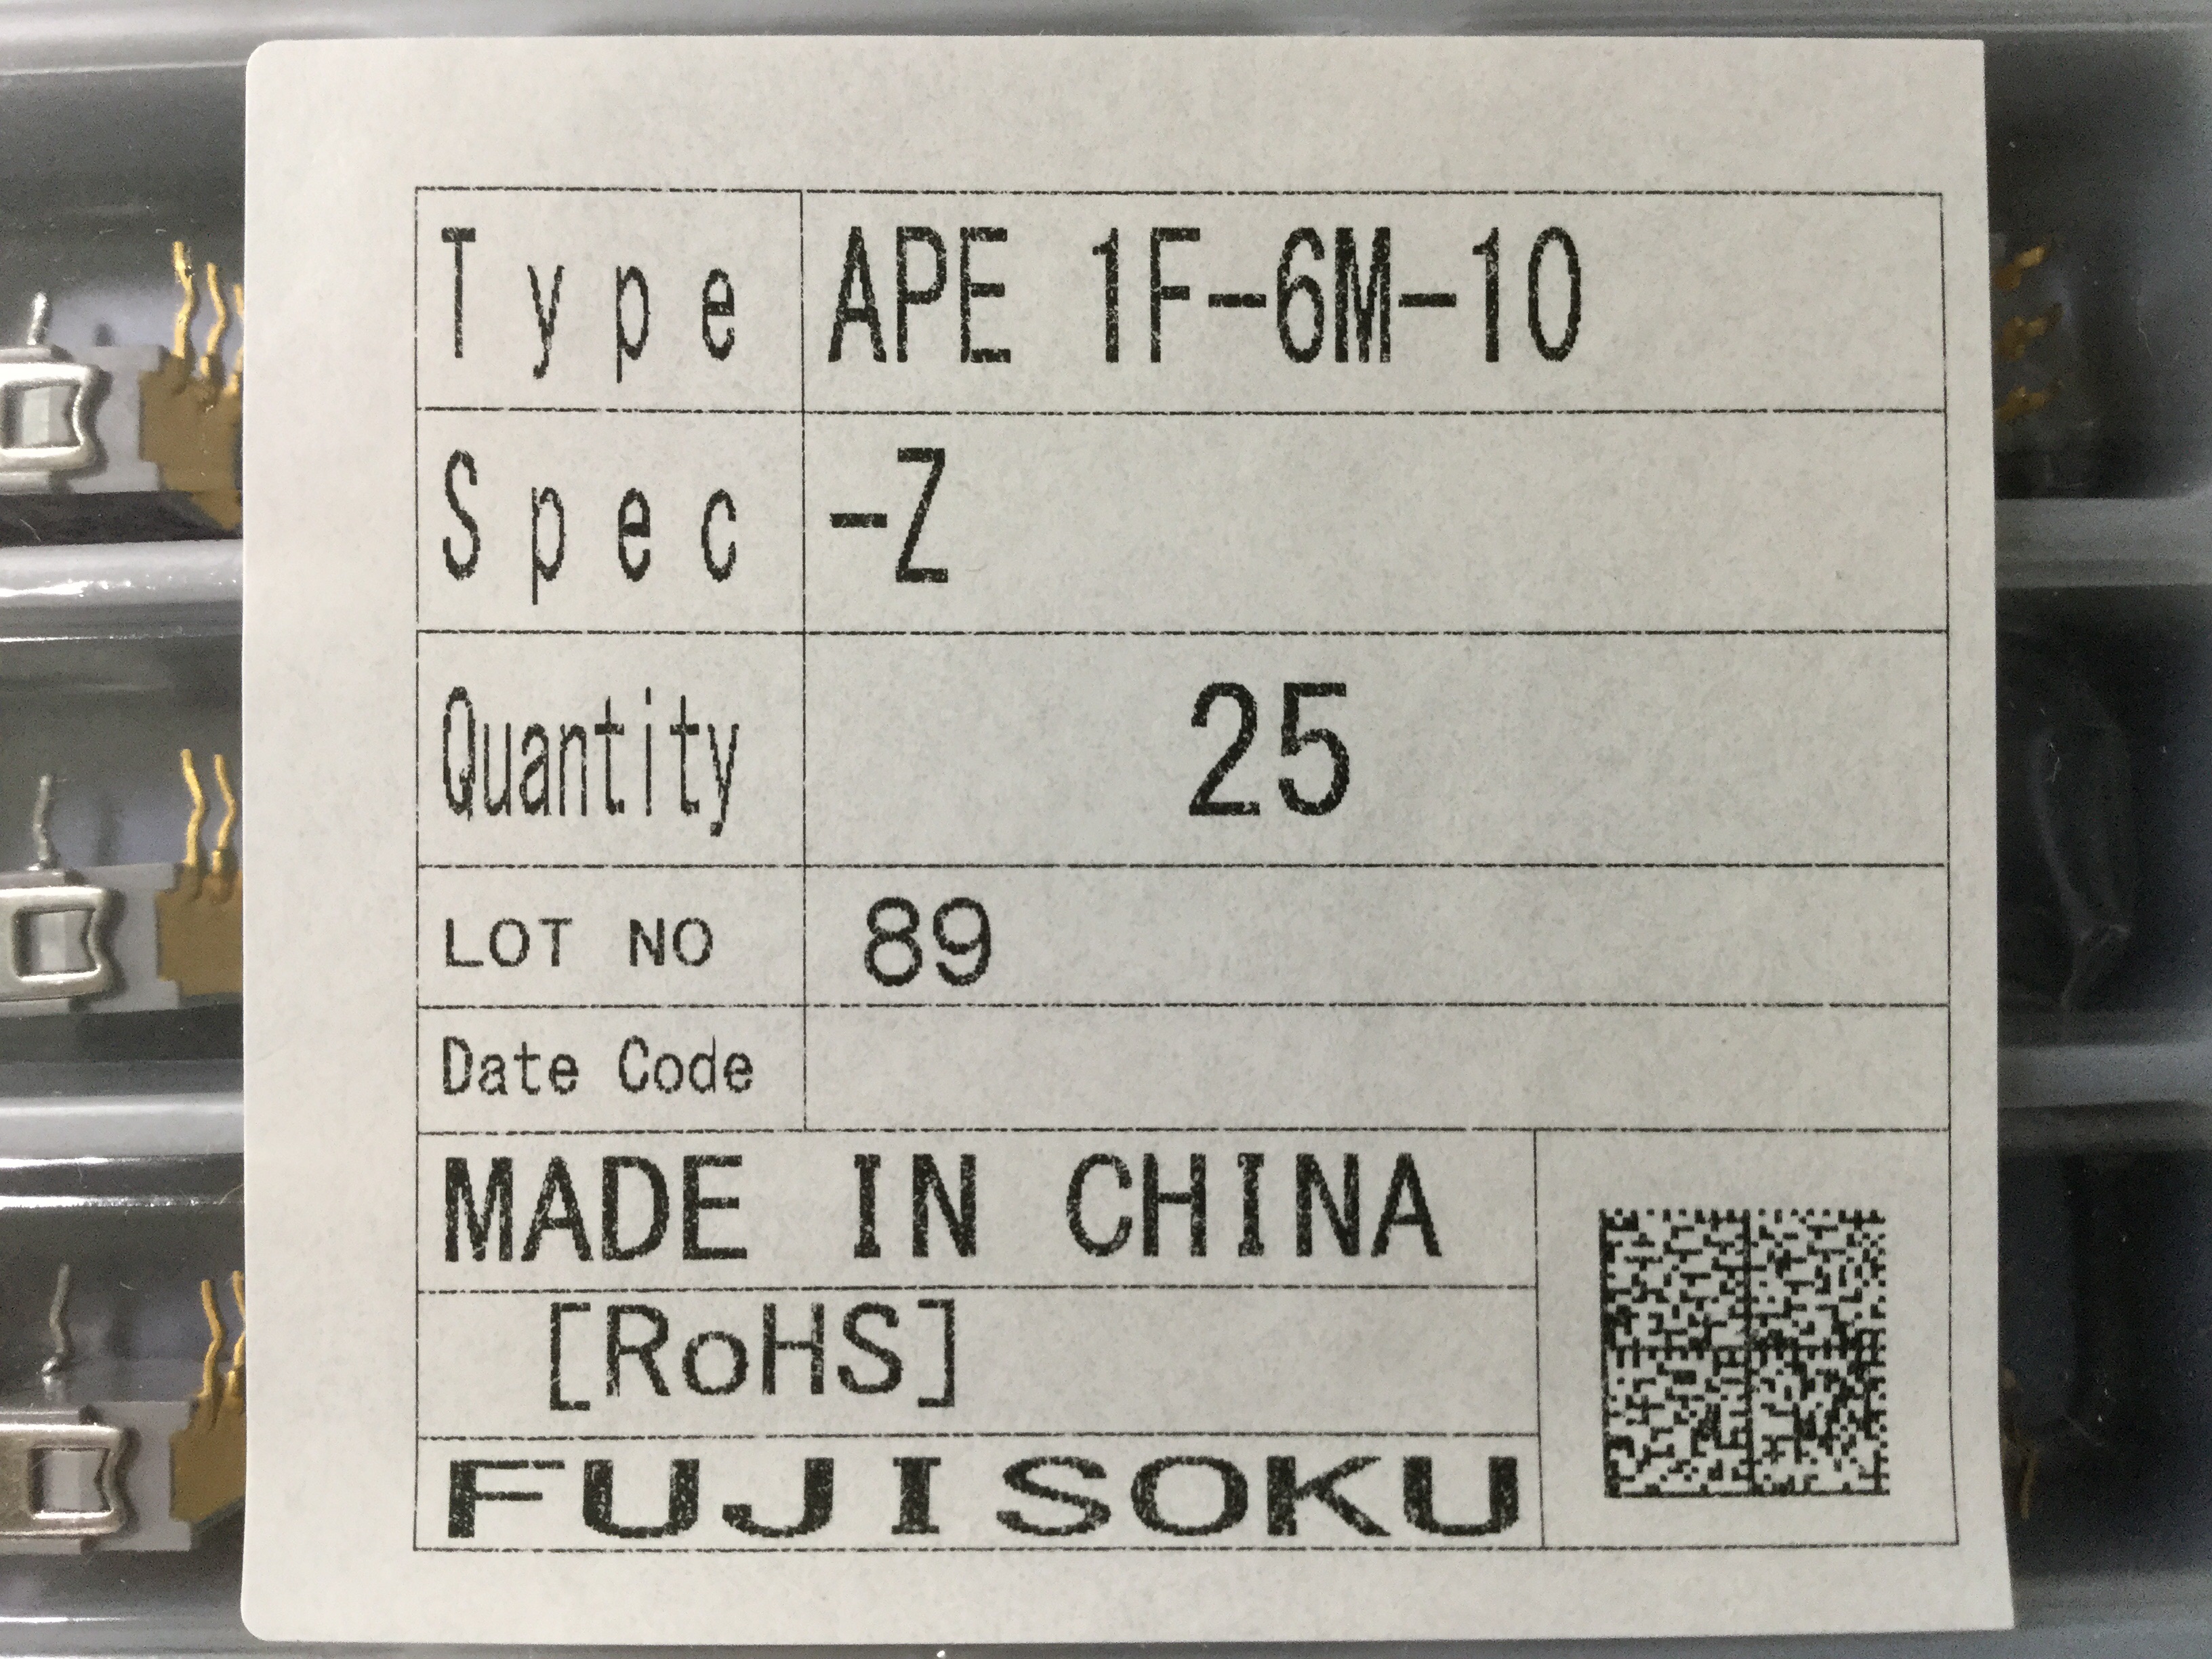 Type APE 1F-6M-10
Spec -Z
Quantity 25
LOT NO 89
Date Code
MADE IN CHINA
[RoHS]
FUJISOKU